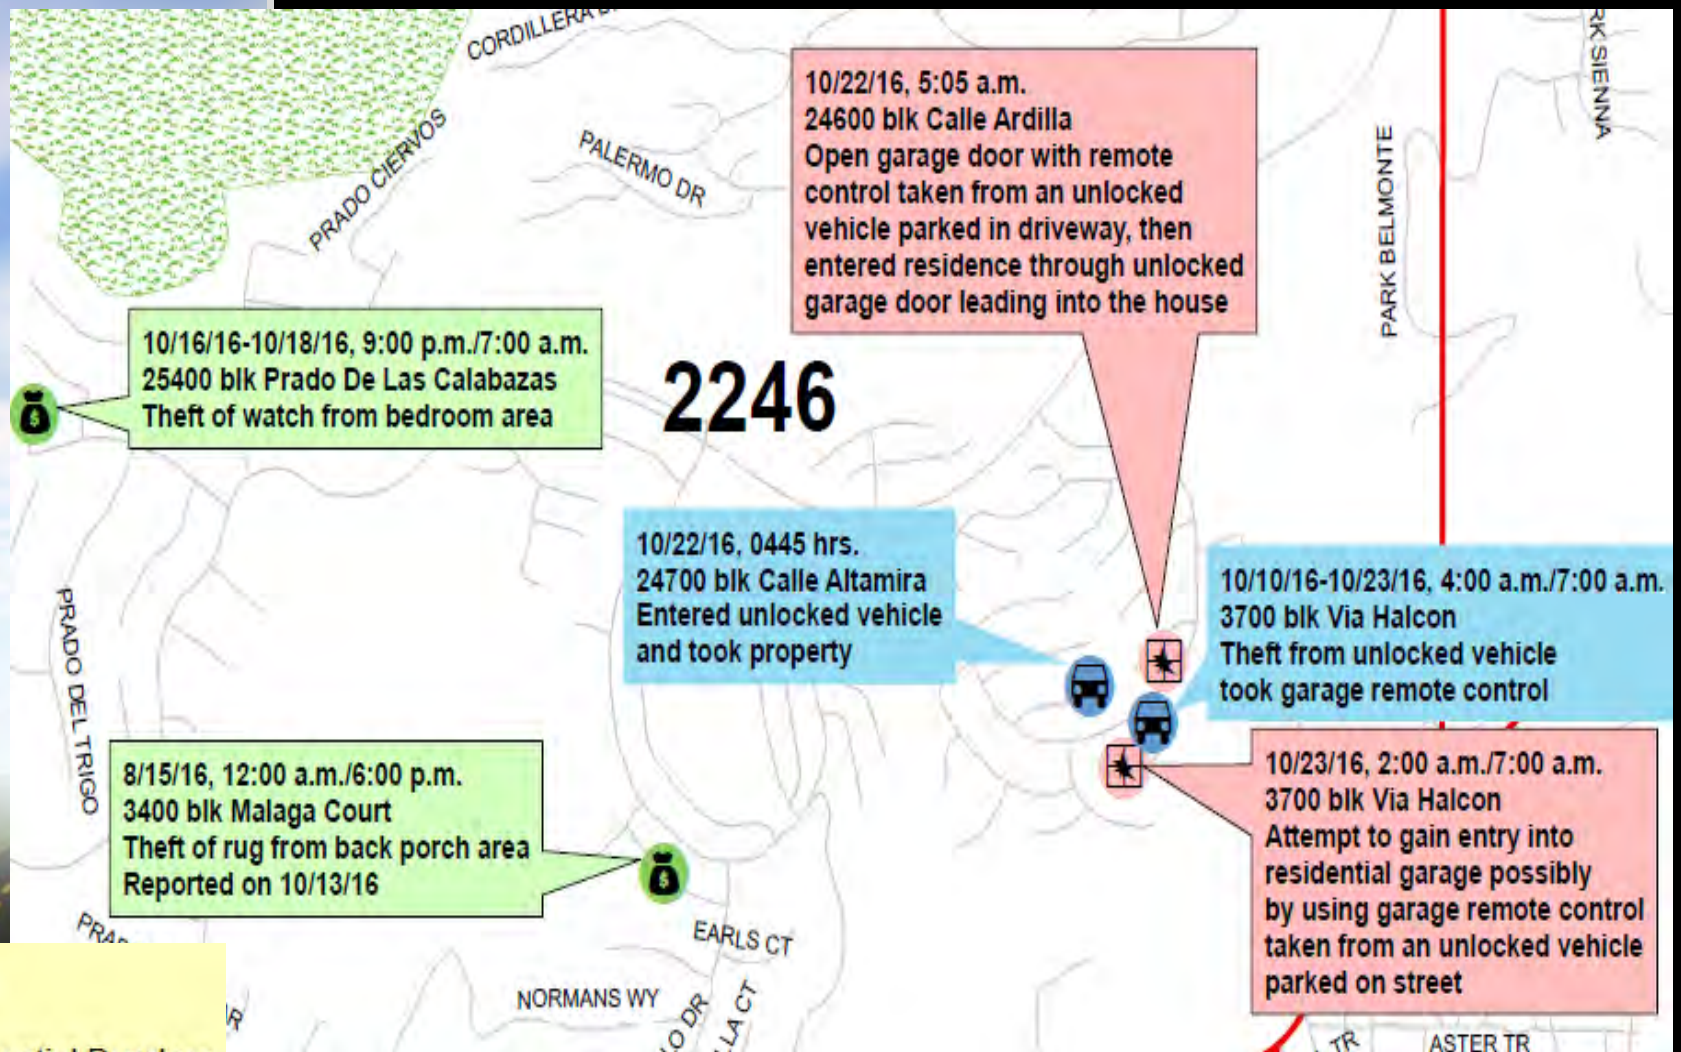 CORDILLERA
PRADO CIERVOS
PALERMO DR
10/22/16, 5:05 a.m.
24600 blk Calle Ardilla
Open garage door with remote
control taken from an unlocked
vehicle parked in driveway, then
entered residence through unlocked
garage door leading into the house
PARK BELMONTE
SIENNA
10/16/16-10/18/16, 9:00 p.m./7:00 a.m.
25400 blk Prado De Las Calabazas
Theft of watch from bedroom area
$
2246
10/22/16, 0445 hrs.
24700 blk Calle Altamira
Entered unlocked vehicle
and took property
10/10/16-10/23/16, 4:00 a.m./7:00 a.m.
3700 blk Via Halcon
Theft from unlocked vehicle
took garage remote control
PRADO DEL TRIGO
8/15/16, 12:00 a.m./6:00 p.m.
3400 blk Malaga Court
Theft of rug from back porch area
Reported on 10/13/16
$
10/23/16, 2:00 a.m./7:00 a.m.
3700 blk Via Halcon
Attempt to gain entry into
residential garage possibly
by using garage remote control
taken from an unlocked vehicle
parked on street
EARLS CT
NORMANS WY
LO DR
LA CT
TR
ASTER TR